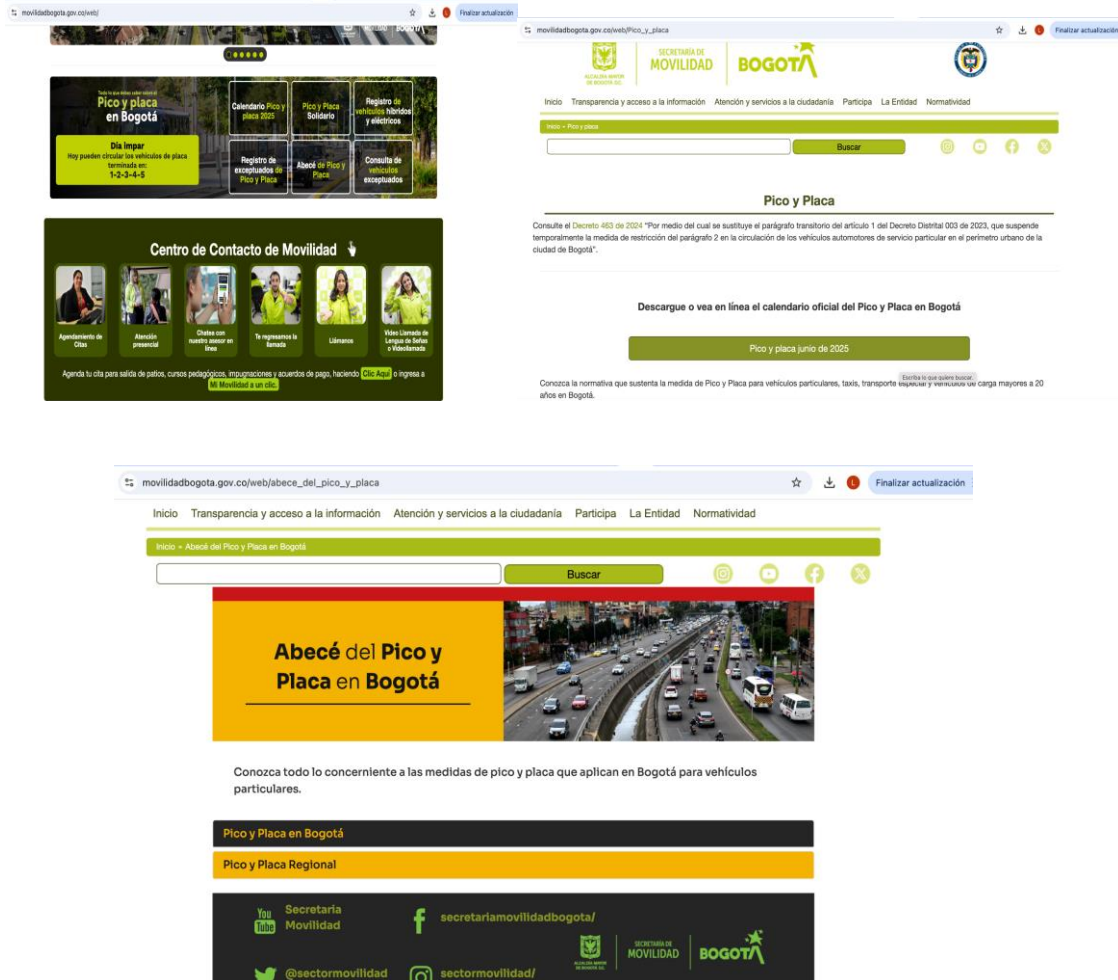 movilidadbogota.gov.co/web/
Finalizar actualización
Pico y placa
en Bogotá
Día Impar
Hoy pueden circular los vehículos de placa
terminada en:
1-2-3-4-5
Calendario Pico y
placa 2025
Pico y Placa
Solidario
Registro de
vehículos híbridos
y eléctricos
Registro de
exceptuados de
Pico y Placa
Abecé de Pico y
Placa
Consulta de
vehículos
exceptuados
Centro de Contacto de Movilidad
Agendamiento de
Citas
Atención
presencial
Chatea con
nuestro asesor en
línea
Te regresamos la
llamada
Llámanos
Video Llamada de
Lengua de Señas
o Videollamada
Agenda tu cita para salida de patios, cursos pedagógicos, impugnaciones y acuerdos de pago, haciendo Clic Aquí o ingresa a
Mi Movilidad a un clic.
movilidadbogota.gov.co/web/Pico_y_placa
L
Finalizar actualización
ALCALDÍA MAYOR
DE BOGOTÁ D.C.
SECRETARÍA DE
MOVILIDAD
BOGOTÁ
Inicio Transparencia y acceso a la información Atención y servicios a la ciudadanía Participa La Entidad Normatividad
Inicio » Pico y placa
Buscar
Pico y Placa
Consulte el Decreto 463 de 2024 "Por medio del cual se sustituye el parágrafo transitorio del artículo 1 del Decreto Distrital 003 de 2023, que suspende
temporalmente la medida de restricción del parágrafo 2 en la circulación de los vehículos automotores de servicio particular en el perímetro urbano de la
ciudad de Bogotá".
Descargue o vea en línea el calendario oficial del Pico y Placa en Bogotá
Pico y placa junio de 2025
Escriba lo que quiere buscar.
Conozca la normativa que sustenta la medida de Pico y Placa para vehículos particulares, taxis, transporte especial y vehículos de carga mayores a 20
años en Bogotá.
movilidadbogota.gov.co/web/abece_del_pico_y_placa
L
Finalizar actualización
Inicio Transparencia y acceso a la información Atención y servicios a la ciudadanía Participa La Entidad Normatividad
Inicio » Abecé del Pico y Placa en Bogotá
Buscar
Abecé del Pico y
Placa en Bogotá
Conozca todo lo concerniente a las medidas de pico y placa que aplican en Bogotá para vehículos
particulares.
Pico y Placa en Bogotá
Pico y Placa Regional
You
Tube
Secretaria
Movilidad
secretariamovilidadbogota/
@sectormovilidad
sectormovilidad/
SECRETARÍA DE
MOVILIDAD
BOGOTÁ